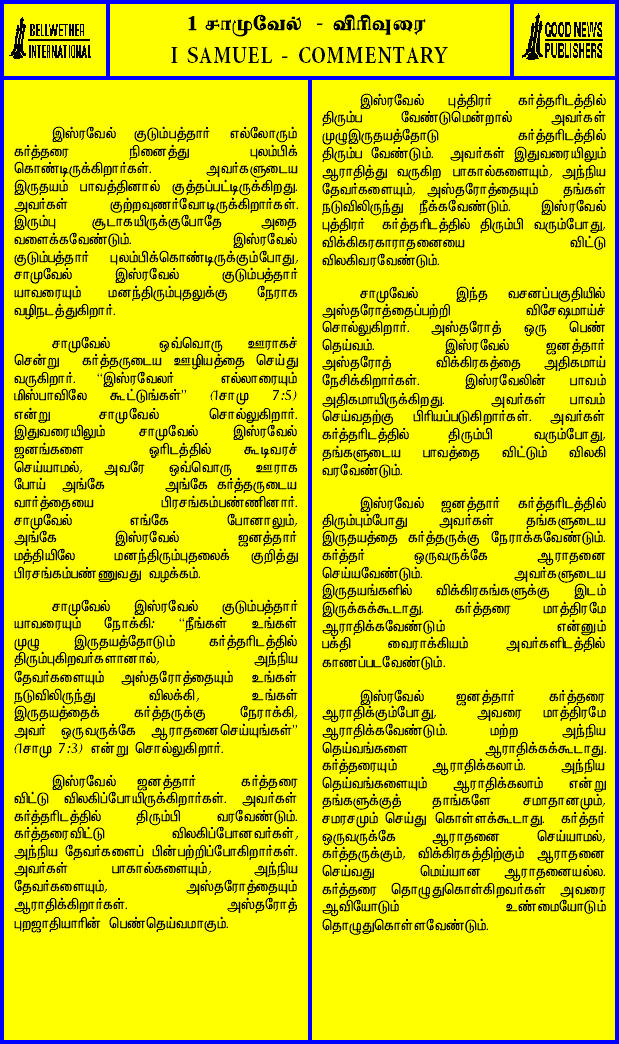 BELLWETHER
INTERNATIONAL
1 சாமுவேல் - விரிவுரை
I SAMUEL - COMMENTARY
GOOD NEWS
PUBLISHERS
இஸ்ரவேல் குடும்பத்தார் எல்லோரும்
கர்த்தரை நினைத்து புலம்பிக்
கொண்டிருக்கிறார்கள். அவர்களுடைய
இருதயம் பாவத்தினால் குத்தப்பட்டிருக்கிறது.
அவர்கள் குற்றவுணர்வோடிருக்கிறார்கள்.
இரும்பு சூடாகயிருக்குபோதே அதை
வளைக்கவேண்டும். இஸ்ரவேல்
குடும்பத்தார் புலம்பிக்கொண்டிருக்கும்போது,
சாமுவேல் இஸ்ரவேல் குடும்பத்தார்
யாவரையும் மனந்திரும்புதலுக்கு நேராக
வழிநடத்துகிறார்.
சாமுவேல் ஒவ்வொரு ஊராகச்
சென்று கர்த்தருடைய ஊழியத்தை செய்து
வருகிறார். “இஸ்ரவேலர் எல்லாரையும்
மிஸ்பாவிலே கூட்டுங்கள்” (1சாமு 7:5)
என்று சாமுவேல் சொல்லுகிறார்.
இதுவரையிலும் சாமுவேல் இஸ்ரவேல்
ஜனங்களை ஓரிடத்தில் கூடிவரச்
செய்யாமல், அவரே ஒவ்வொரு ஊராக
போய் அங்கே அங்கே கர்த்தருடைய
வார்த்தையை பிரசங்கம்பண்ணினார்.
சாமுவேல் எங்கே போனாலும்,
அங்கே இஸ்ரவேல் ஜனத்தார்
மத்தியிலே மனந்திரும்புதலைக் குறித்து
பிரசங்கம்பண்ணுவது வழக்கம்.
சாமுவேல் இஸ்ரவேல் குடும்பத்தார்
யாவரையும் நோக்கி: “நீங்கள் உங்கள்
முழு இருதயத்தோடும் கர்த்தரிடத்தில்
திரும்புகிறவர்களானால், அந்நிய
தேவர்களையும் அஸ்தரோத்தையும் உங்கள்
நடுவிலிருந்து விலக்கி, உங்கள்
இருதயத்தைக் கர்த்தருக்கு நேராக்கி,
அவர் ஒருவருக்கே ஆராதனைசெய்யுங்கள்”
(1சாமு 7:3) என்று சொல்லுகிறார்.
இஸ்ரவேல் ஜனத்தார் கர்த்தரை
விட்டு விலகிப்போயிருக்கிறார்கள். அவர்கள்
கர்த்தரிடத்தில் திரும்பி வரவேண்டும்.
கர்த்தரைவிட்டு விலகிப்போனவர்கள்,
அந்நிய தேவர்களைப் பின்பற்றிப்போகிறார்கள்.
அவர்கள் பாகால்களையும், அந்நிய
தேவர்களையும், அஸ்தரோத்தையும்
ஆராதிக்கிறார்கள். அஸ்தரோத்
புறஜாதியாரின் பெண்தெய்வமாகும்.
இஸ்ரவேல் புத்திரர் கர்த்தரிடத்தில்
திரும்ப வேண்டுமென்றால் அவர்கள்
முழுஇருதயத்தோடு கர்த்தரிடத்தில்
திரும்ப வேண்டும். அவர்கள் இதுவரையிலும்
ஆராதித்து வருகிற பாகால்களையும், அந்நிய
தேவர்களையும், அஸ்தரோத்தையும் தங்கள்
நடுவிலிருந்து நீக்கவேண்டும். இஸ்ரவேல்
புத்திரர் கர்த்தரிடத்தில் திரும்பி வரும்போது,
விக்கிரகாராதனையை விட்டு
விலகிவரவேண்டும்.
சாமுவேல் இந்த வசனப்பகுதியில்
அஸ்தரோத்தைப்பற்றி விசேஷமாய்ச்
சொல்லுகிறார். அஸ்தரோத் ஒரு பெண்
தெய்வம். இஸ்ரவேல் ஜனத்தார்
அஸ்தரோத் விக்கிரகத்தை அதிகமாய்
நேசிக்கிறார்கள். இஸ்ரவேலின் பாவம்
அதிகமாயிருக்கிறது. அவர்கள் பாவம்
செய்வதற்கு பிரியப்படுகிறார்கள். அவர்கள்
கர்த்தரிடத்தில் திரும்பி வரும்போது,
தங்களுடைய பாவத்தை விட்டும் விலகி
வரவேண்டும்.
இஸ்ரவேல் ஜனத்தார் கர்த்தரிடத்தில்
திரும்பும்போது அவர்கள் தங்களுடைய
இருதயத்தை கர்த்தருக்கு நேராக்கவேண்டும்.
கர்த்தர் ஒருவருக்கே ஆராதனை
செய்யவேண்டும். அவர்களுடைய
இருதயங்களில் விக்கிரகங்களுக்கு இடம்
இருக்கக்கூடாது. கர்த்தரை மாத்திரமே
ஆராதிக்கவேண்டும் என்னும்
பக்தி வைராக்கியம் அவர்களிடத்தில்
காணப்படவேண்டும்.
இஸ்ரவேல் ஜனத்தார் கர்த்தரை
ஆராதிக்கும்போது, அவரை மாத்திரமே
ஆராதிக்கவேண்டும். மற்ற அந்நிய
தெய்வங்களை ஆராதிக்கக்கூடாது.
கர்த்தரையும் ஆராதிக்கலாம். அந்நிய
தெய்வங்களையும் ஆராதிக்கலாம் என்று
தங்களுக்குத் தாங்களே சமாதானமும்,
சமரசமும் செய்து கொள்ளக்கூடாது. கர்த்தர்
ஒருவருக்கே ஆராதனை செய்யாமல்,
கர்த்தருக்கும், விக்கிரகத்திற்கும் ஆராதனை
செய்வது மெய்யான ஆராதனையல்ல.
கர்த்தரை தொழுதுகொள்கிறவர்கள் அவரை
ஆவியோடும் உண்மையோடும்
தொழுதுகொள்ளவேண்டும்.